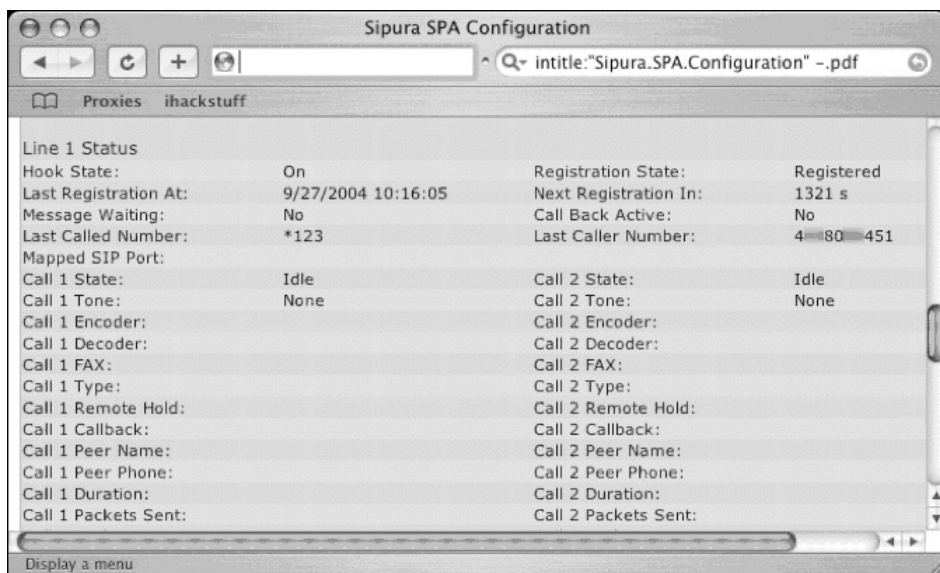 Sipura SPA Configuration
intitle:"Sipura.SPA.Configuration" -.pdf
Proxies ihackstuff
Line 1 Status
Hook State: On Registration State: Registered
Last Registration At: 9/27/2004 10:16:05 Next Registration In: 1321 s
Message Waiting: No Call Back Active: No
Last Called Number: *123 Last Caller Number: 4 80 451
Mapped SIP Port:
Call 1 State: Idle Call 2 State: Idle
Call 1 Tone: None Call 2 Tone: None
Call 1 Encoder: Call 2 Encoder:
Call 1 Decoder: Call 2 Decoder:
Call 1 FAX: Call 2 FAX:
Call 1 Type: Call 2 Type:
Call 1 Remote Hold: Call 2 Remote Hold:
Call 1 Callback: Call 2 Callback:
Call 1 Peer Name: Call 2 Peer Name:
Call 1 Peer Phone: Call 2 Peer Phone:
Call 1 Duration: Call 2 Duration:
Call 1 Packets Sent: Call 2 Packets Sent:
Display a menu